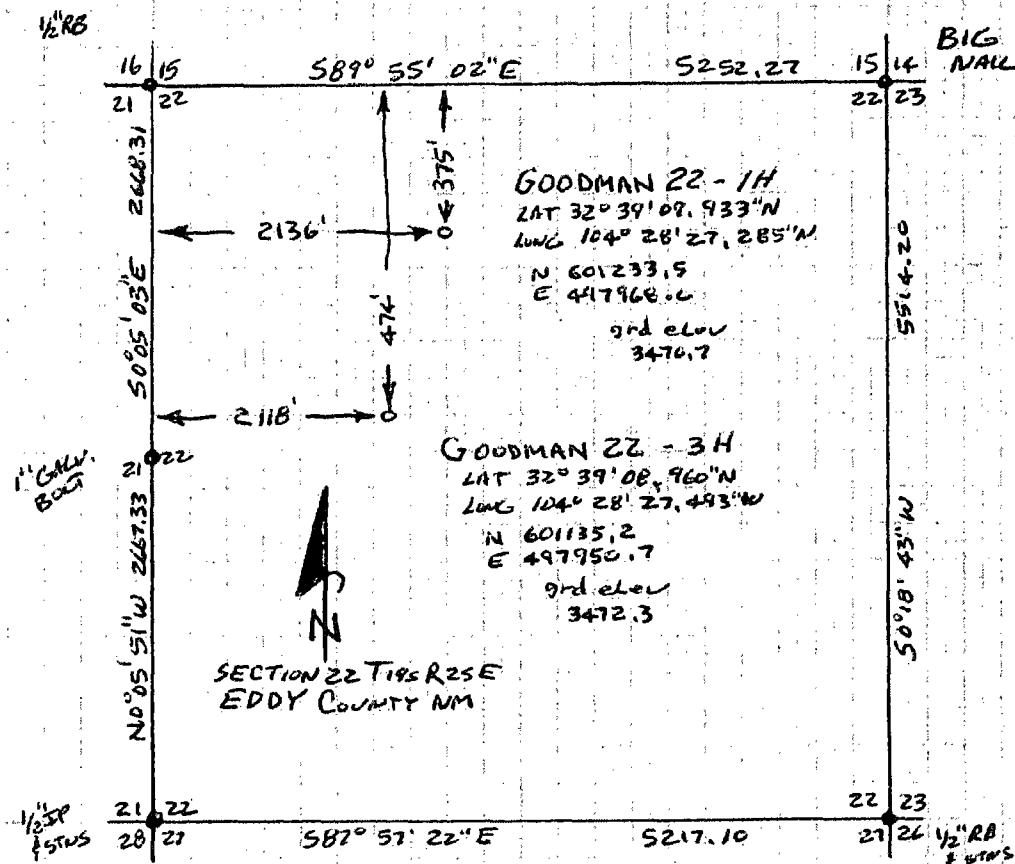 1/2" RB
BIG
NAIL
16 15
S89° 55' 02" E 5252.27
15 14
21 22
22 23
2668.31
S0°05'03"E
375'
2136'
474'
2118'
GOODMAN 22 - 1H
LAT 32° 39' 09.933"N
LONG 104° 28' 27.285"N
N 601233.5
E 497968.6
grd elev
3470.7
5514.20
S0°18'43"W
1" GALV.
BOLT
21 22
GOODMAN 22 - 3H
LAT 32° 39' 08.960"N
LONG 104° 28' 27.493"W
N 601135.2
E 497950.7
grd elev
3472.3
N0°05'51"W 2667.33
N
SECTION 22 T19S R25E
EDDY COUNTY NM
21 22
22 23
1/2" IP
& STNS
28 27
S87° 57' 22" E 5217.10
27 26
1/2" RB
& STNS